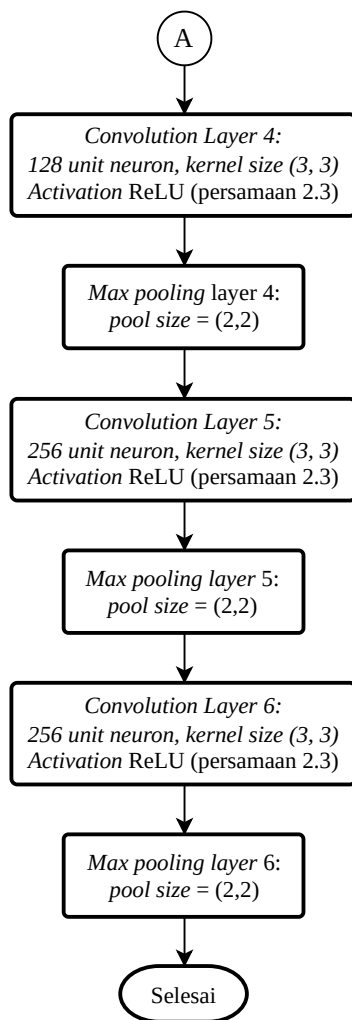 A
Convolution Layer 4:
128 unit neuron, kernel size (3, 3)
Activation ReLU (persamaan 2.3)
Max pooling layer 4:
pool size = (2,2)
Convolution Layer 5:
256 unit neuron, kernel size (3, 3)
Activation ReLU (persamaan 2.3)
Max pooling layer 5:
pool size = (2,2)
Convolution Layer 6:
256 unit neuron, kernel size (3, 3)
Activation ReLU (persamaan 2.3)
Max pooling layer 6:
pool size = (2,2)
Selesai